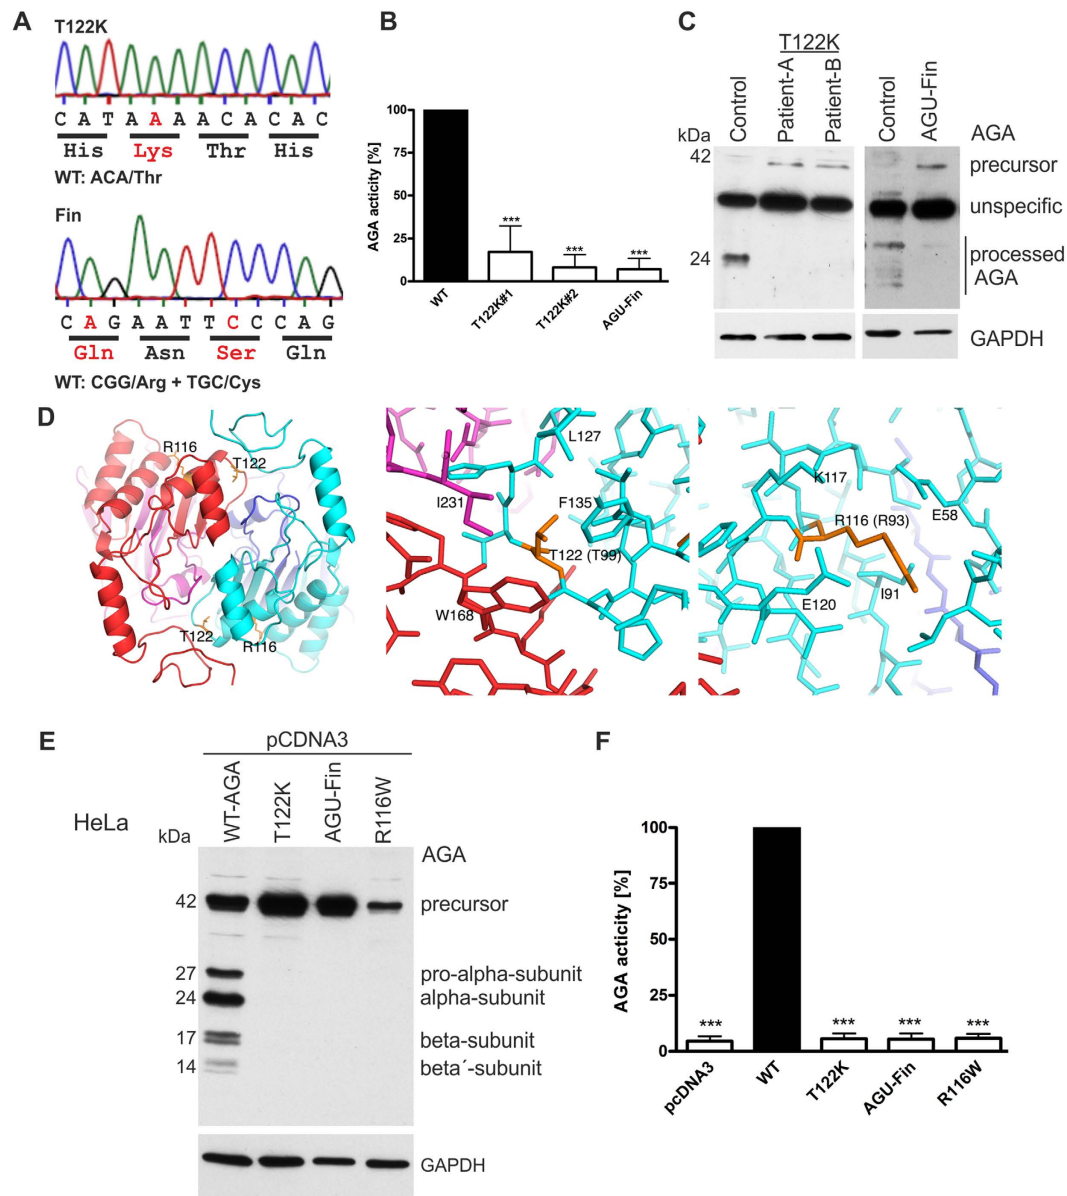 A
T122K
C A T A A A A C A C A C
His Lys Thr His
WT: ACA/Thr
Fin
C A G A A T T C C C A G
Gln Asn Ser Gln
WT: CGG/Arg + TGC/Cys
B
AGA acticity [%]
100
75
50
25
0
***
***
***
WT
T122K#1
T122K#2
AGU-Fin
C
T122K
Control
Patient-A
Patient-B
Control
AGU-Fin
AGA
kDa
42
24
precursor
unspecific
processed
AGA
GAPDH
D
R116
T122
T122
R116
L127
I231
F135
T122 (T99)
W168
K117
R116 (R93)
E58
E120
I91
E
pCDNA3
HeLa
WT-AGA
T122K
AGU-Fin
R116W
kDa
AGA
42
precursor
27
pro-alpha-subunit
24
alpha-subunit
17
beta-subunit
14
beta´-subunit
GAPDH
F
AGA acticity [%]
100
75
50
25
0
***
***
***
***
pcDNA3
WT
T122K
AGU-Fin
R116W